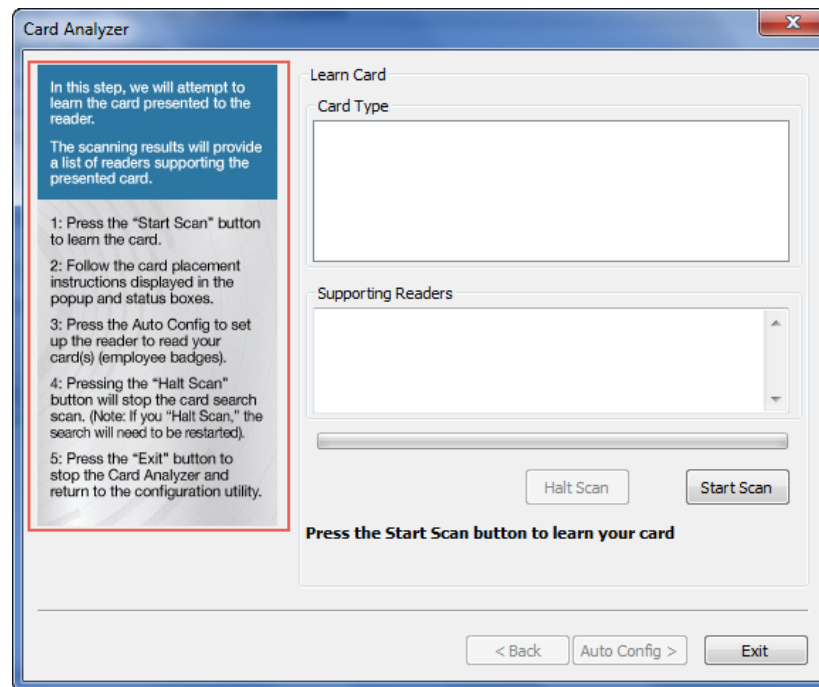 Card Analyzer
In this step, we will attempt to
learn the card presented to the
reader.
The scanning results will provide
a list of readers supporting the
presented card.
1: Press the “Start Scan” button
to learn the card.
2: Follow the card placement
instructions displayed in the
popup and status boxes.
3: Press the Auto Config to set
up the reader to read your
card(s) (employee badges).
4: Pressing the “Halt Scan”
button will stop the card search
scan. (Note: If you “Halt Scan,” the
search will need to be restarted).
5: Press the “Exit” button to
stop the Card Analyzer and
return to the configuration utility.
Learn Card
Card Type
Supporting Readers
Halt Scan
Start Scan
Press the Start Scan button to learn your card
< Back
Auto Config >
Exit